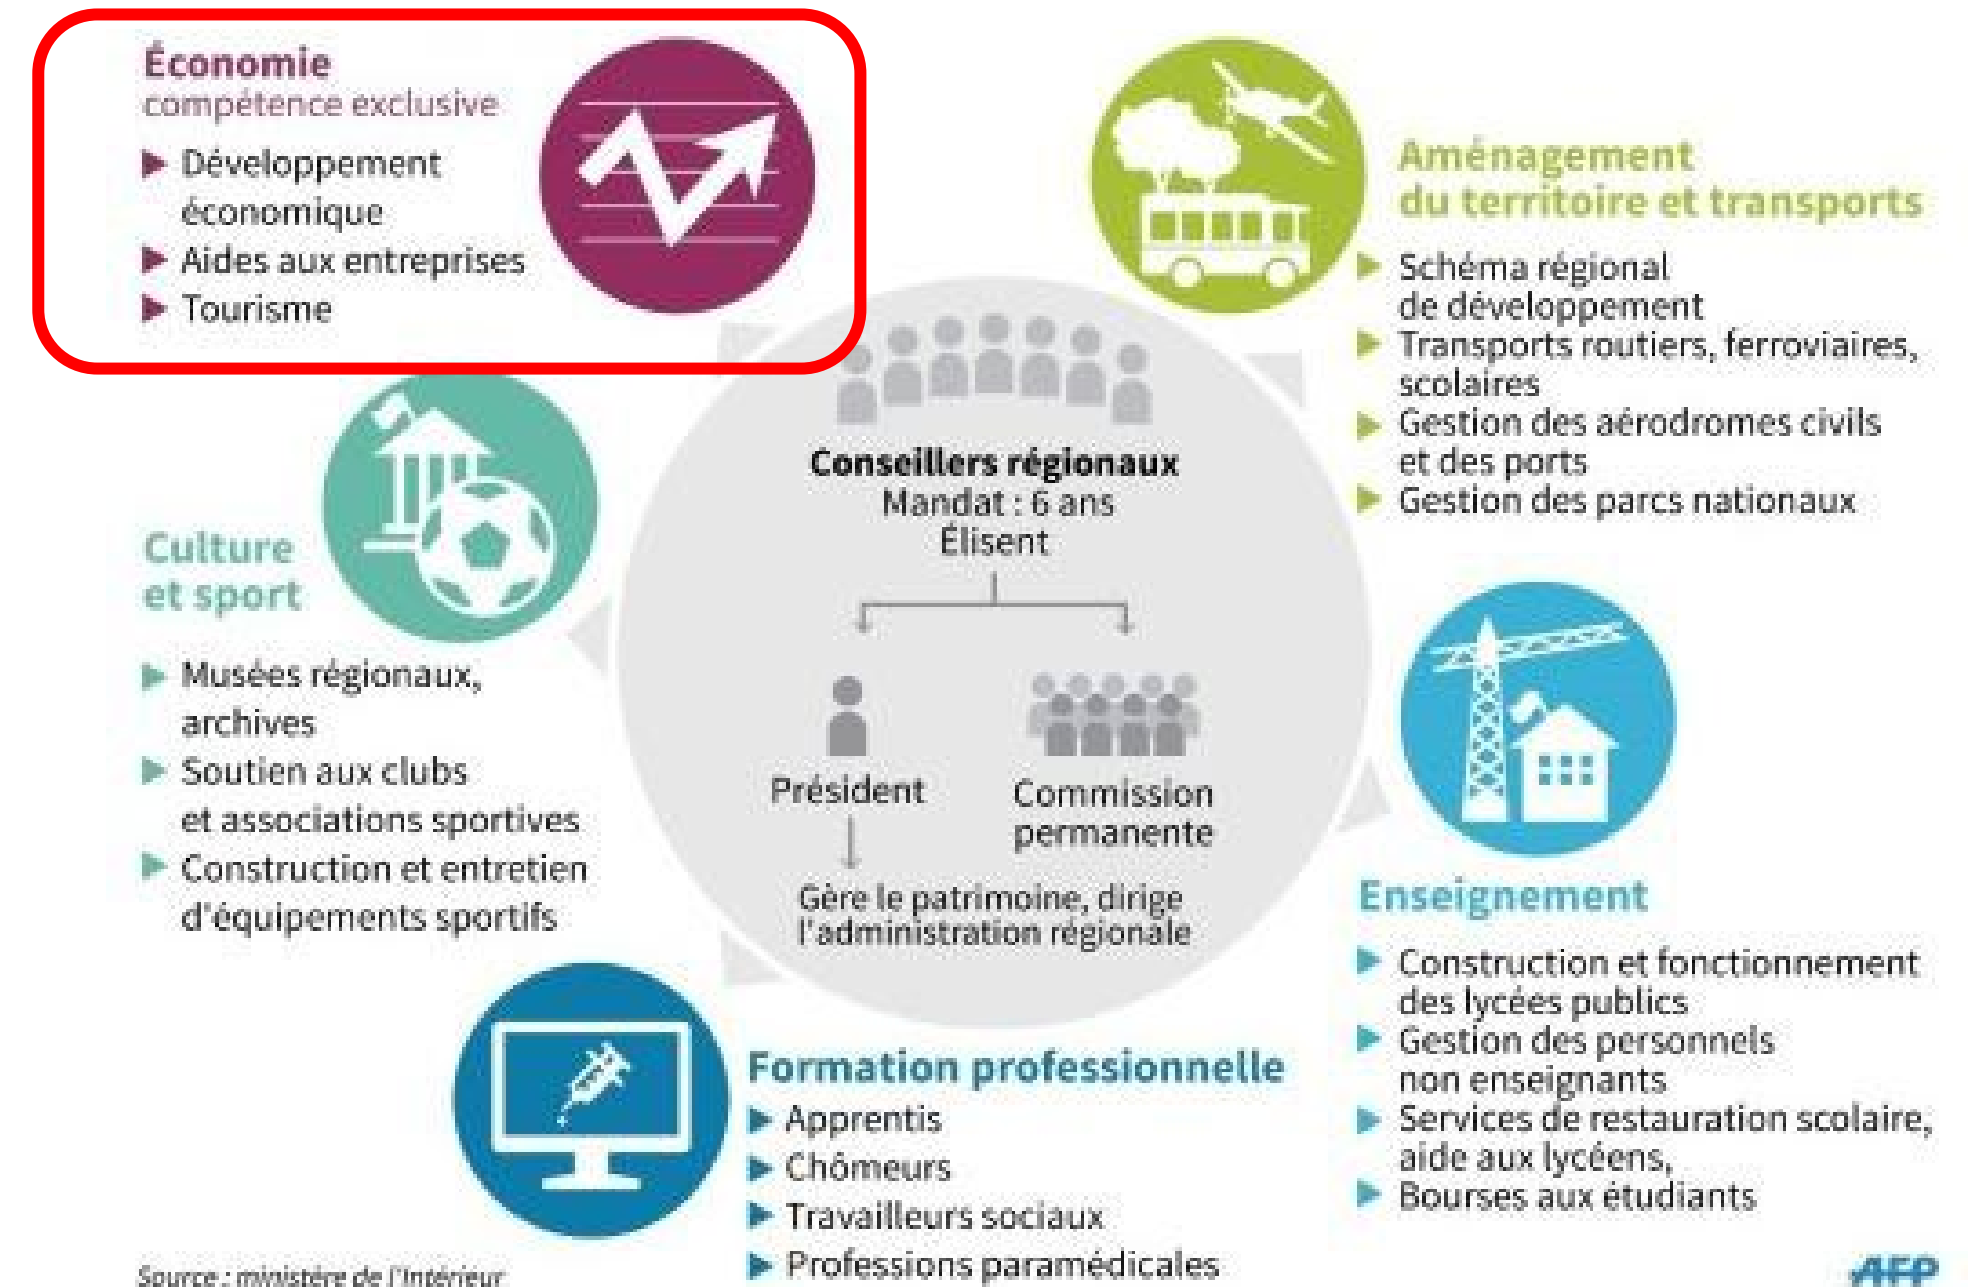 Économie
compétence exclusive
Développement
économique
Aides aux entreprises
Tourisme
Aménagement
du territoire et transports
Schéma régional
de développement
Transports routiers, ferroviaires,
scolaires
Gestion des aérodromes civils
et des ports
Gestion des parcs nationaux
Conseillers régionaux
Mandat : 6 ans
Élisent
Président
Commission
permanente
Gère le patrimoine, dirige
l'administration régionale
Culture
et sport
Musées régionaux,
archives
Soutien aux clubs
et associations sportives
Construction et entretien
d'équipements sportifs
Enseignement
Construction et fonctionnement
des lycées publics
Gestion des personnels
non enseignants
Services de restauration scolaire,
aide aux lycéens,
Bourses aux étudiants
Formation professionnelle
Apprentis
Chômeurs
Travailleurs sociaux
Professions paramédicales
Source : ministère de l'Intérieur
AFP